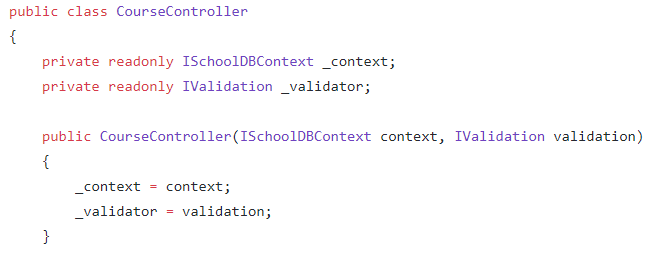 public class CourseController
{
    private readonly ISchoolDBContext _context;
    private readonly IValidation _validator;

    public CourseController(ISchoolDBContext context, IValidation validation)
    {
        _context = context;
        _validator = validation;
    }